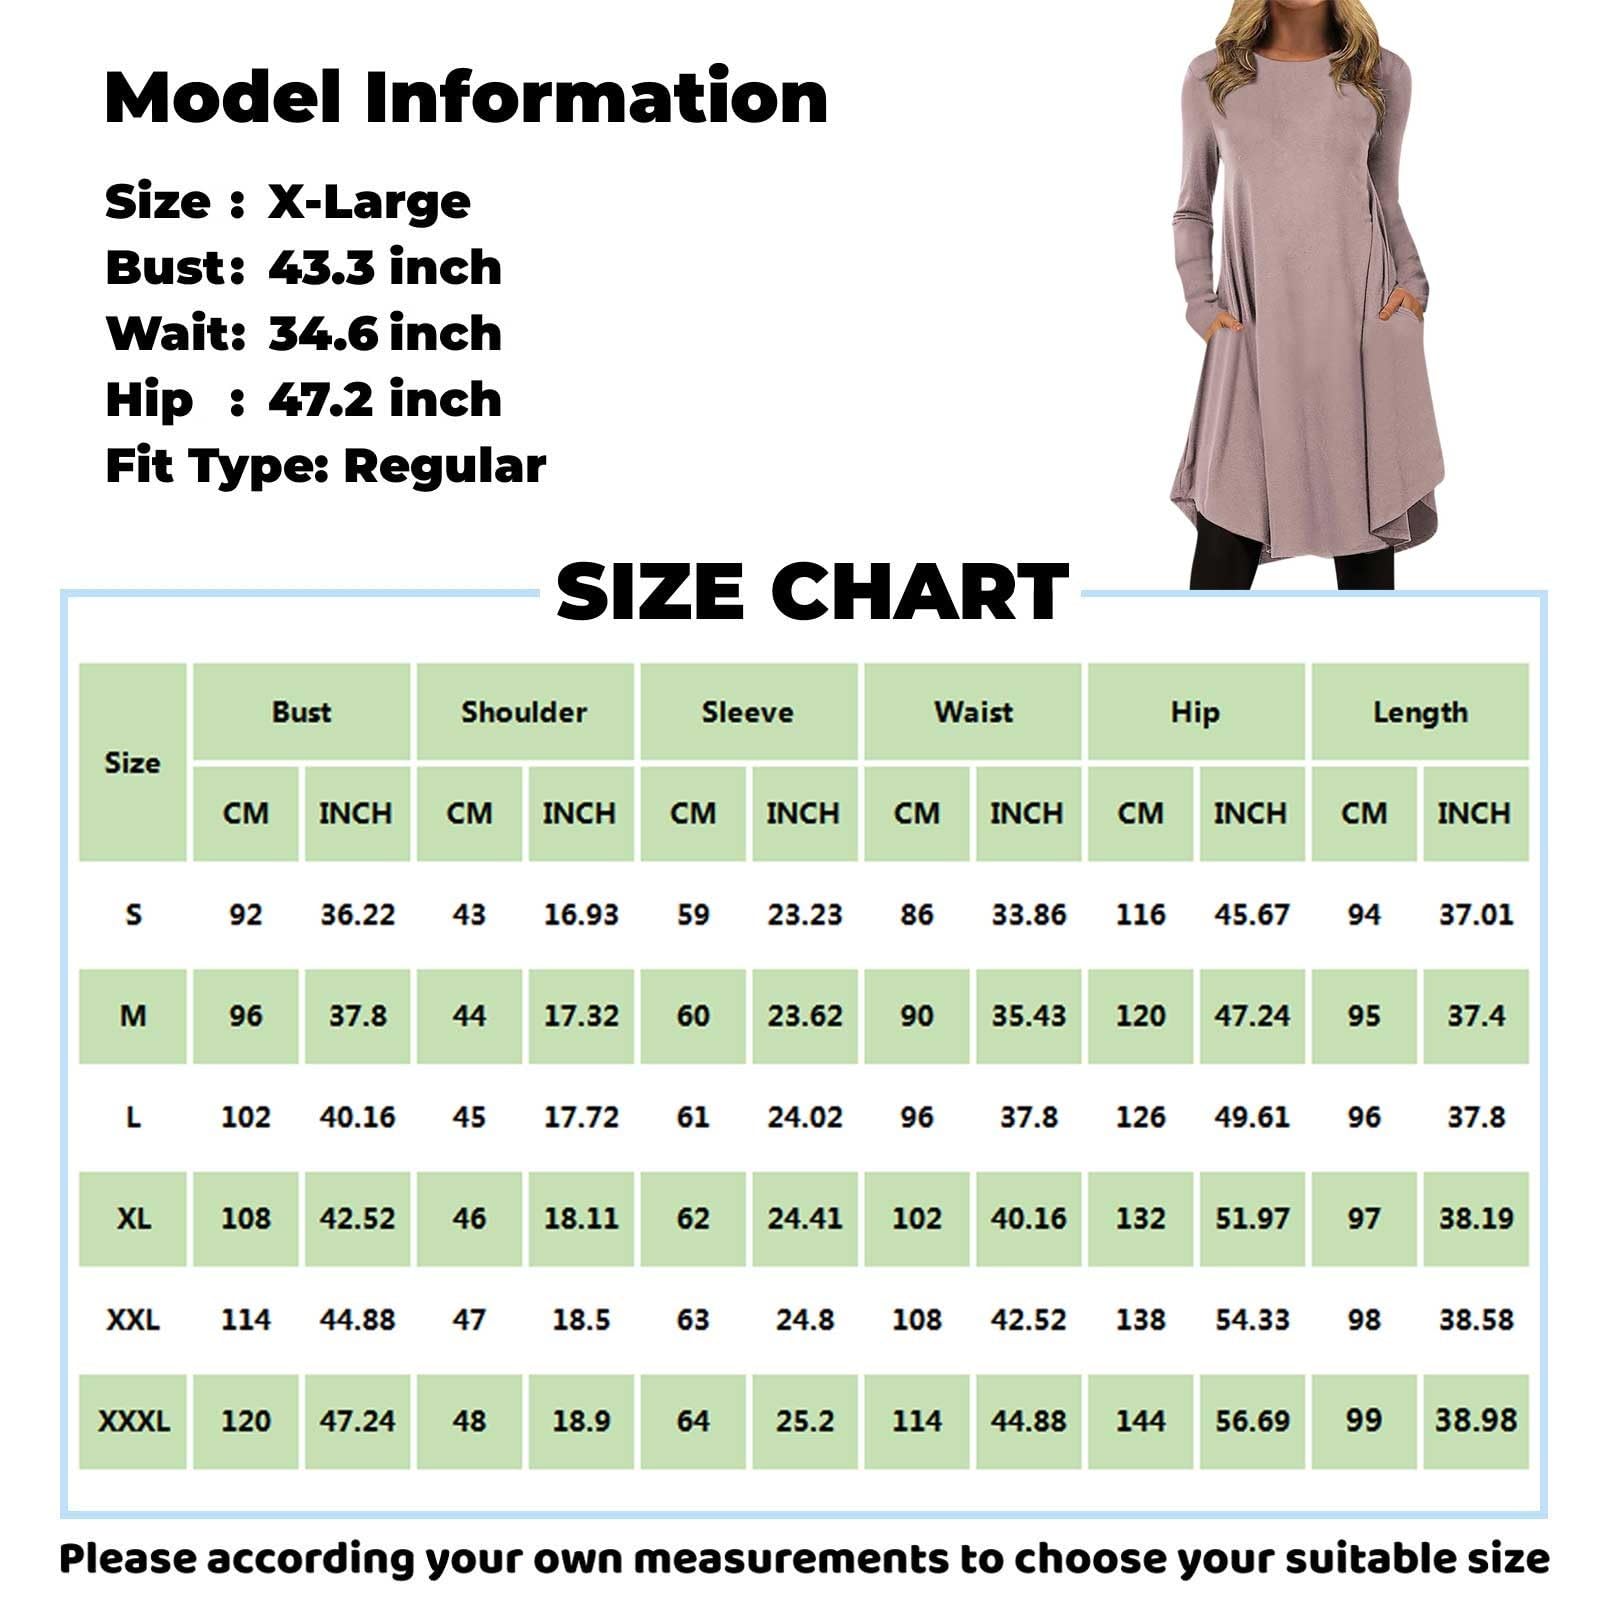 Model Information
Size : X-Large
Bust: 43.3 inch
Wait: 34.6 inch
Hip : 47.2 inch
Fit Type: Regular
SIZE CHART
Size Bust Shoulder Sleeve Waist Hip Length
CM INCH CM INCH CM INCH CM INCH CM INCH CM INCH
S 92 36.22 43 16.93 59 23.23 86 33.86 116 45.67 94 37.01
M 96 37.8 44 17.32 60 23.62 90 35.43 120 47.24 95 37.4
L 102 40.16 45 17.72 61 24.02 96 37.8 126 49.61 96 37.8
XL 108 42.52 46 18.11 62 24.41 102 40.16 132 51.97 97 38.19
XXL 114 44.88 47 18.5 63 24.8 108 42.52 138 54.33 98 38.58
XXXL 120 47.24 48 18.9 64 25.2 114 44.88 144 56.69 99 38.98
Please according your own measurements to choose your suitable size